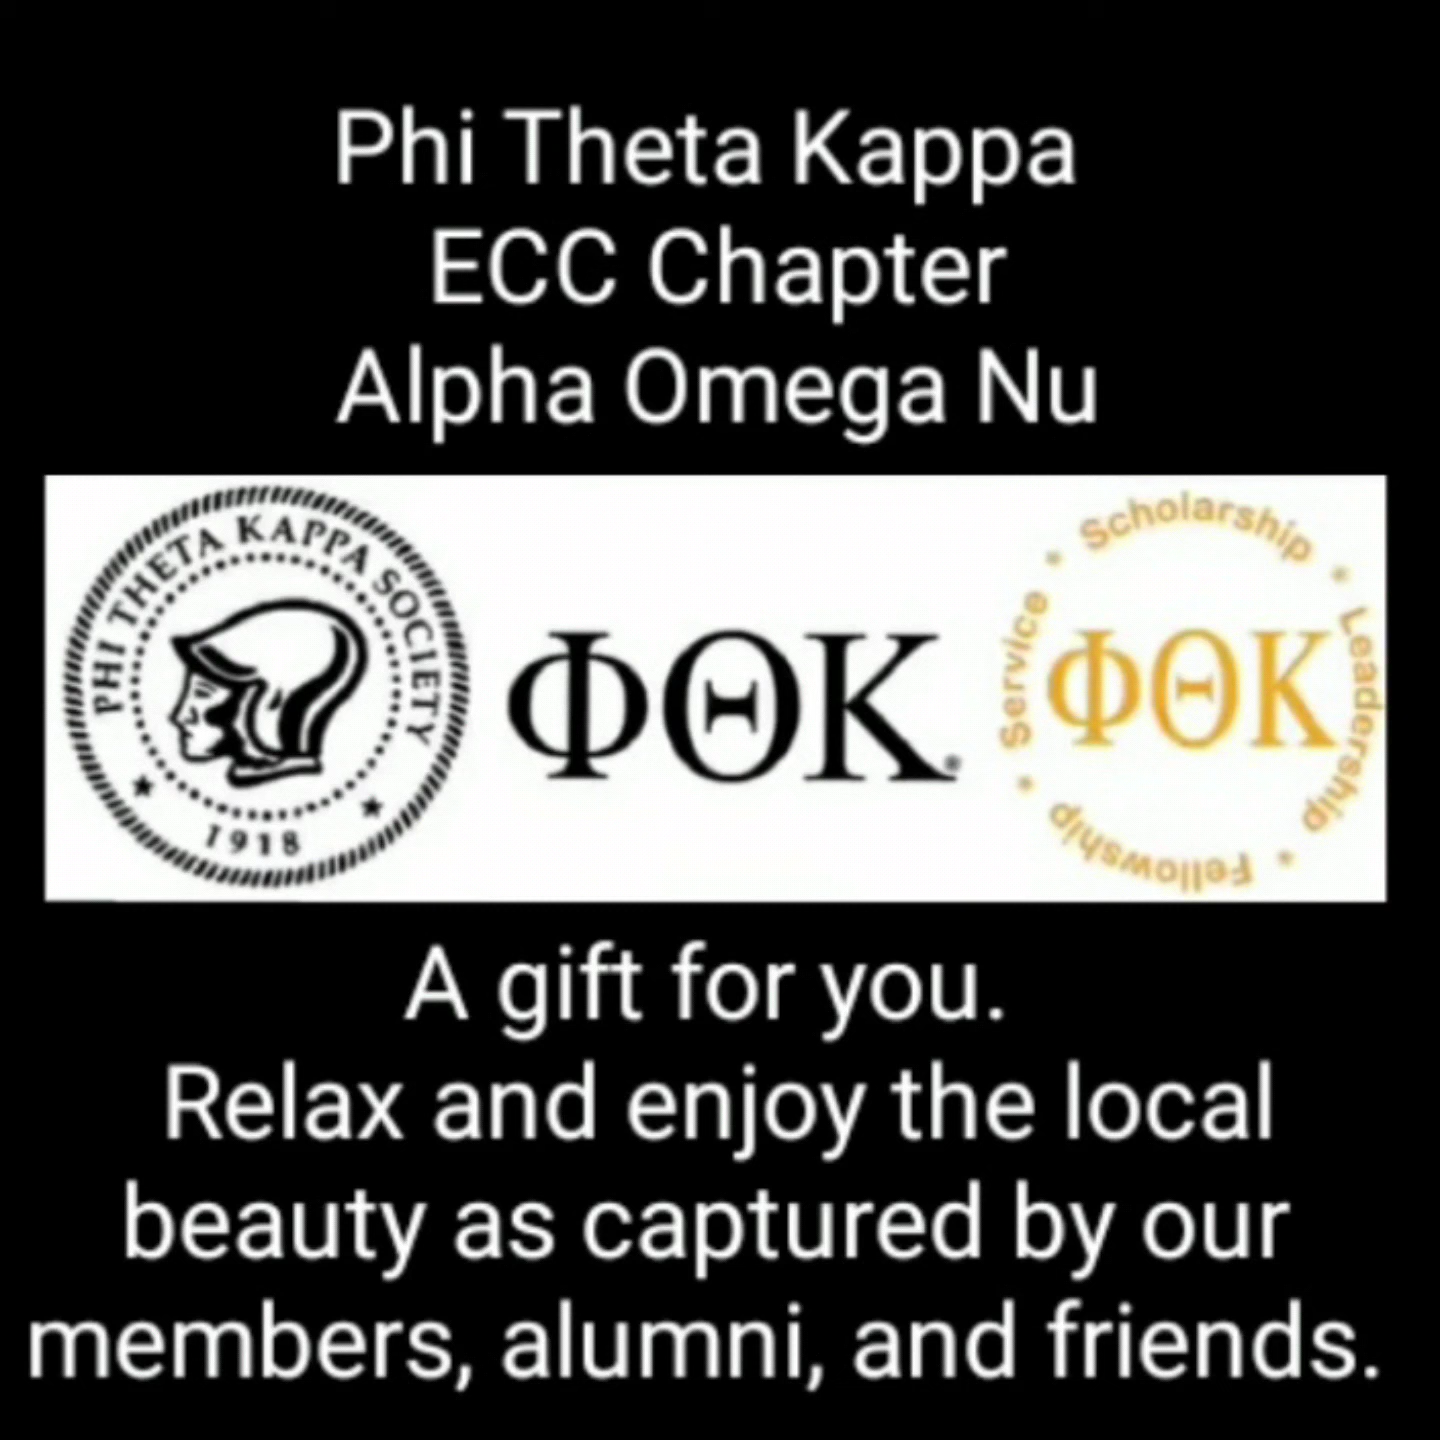 Phi Theta Kappa
ECC Chapter
Alpha Omega Nu
PHI THETA KAPPA SOCIETY
1918
ΦΘΚ®
Scholarship • Leadership • Fellowship • Service •
ΦΘΚ
A gift for you.
Relax and enjoy the local
beauty as captured by our
members, alumni, and friends.